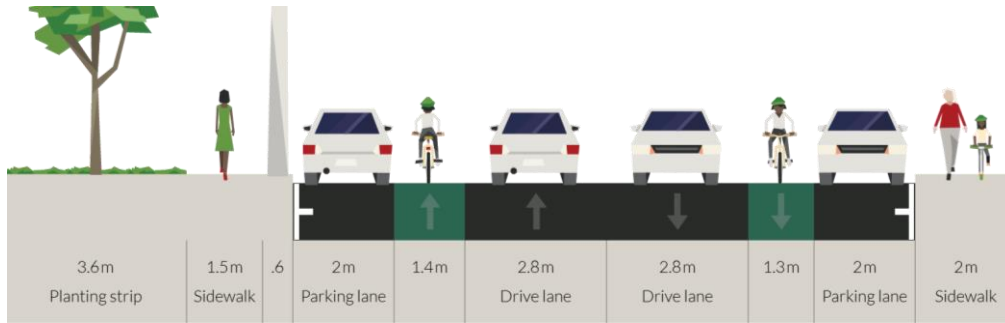 3.6m 1.5m .6 2m 1.4m 2.8m 2.8m 1.3m 2m 2m
Planting strip Sidewalk Parking lane Drive lane Drive lane Parking lane Sidewalk